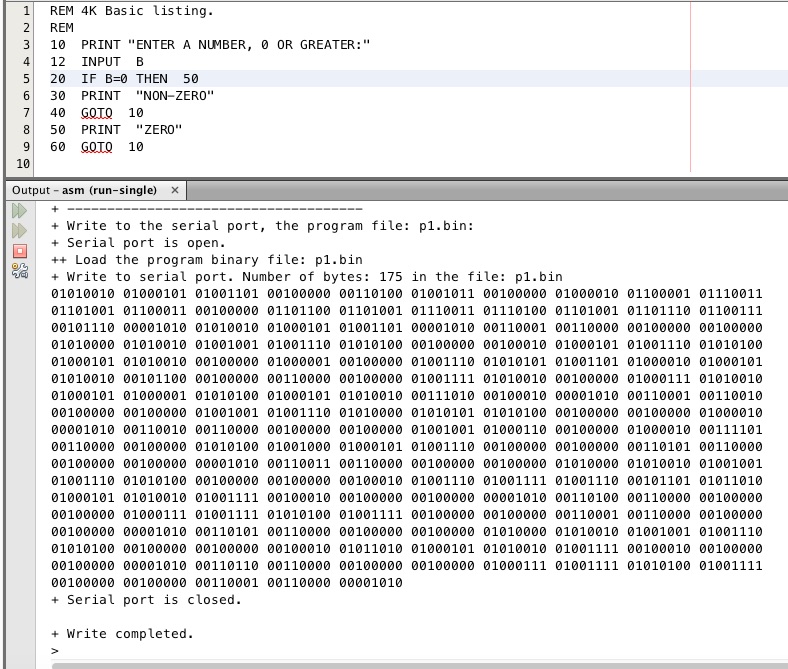 1 REM 4K Basic listing.
2 REM
3 10  PRINT "ENTER A NUMBER, 0 OR GREATER:"
4 12  INPUT  B
5 20  IF B=0 THEN  50
6 30  PRINT  "NON-ZERO"
7 40  GOTO  10
8 50  PRINT  "ZERO"
9 60  GOTO  10
10
Output - asm (run-single) ×
+ -------------------------------------
+ Write to the serial port, the program file: p1.bin:
+ Serial port is open.
++ Load the program binary file: p1.bin
+ Write to serial port. Number of bytes: 175 in the file: p1.bin
01010010 01000101 01001101 00100000 00110100 01001011 00100000 01000010 01100001 01110011
01101001 01100011 00100000 01101100 01101001 01110011 01110100 01101001 01101110 01100111
00101110 00001010 01010010 01000101 01001101 00001010 00110001 00110000 00100000 00100000
01010000 01010010 01001001 01001110 01010100 00100000 00100010 01000101 01001110 01010100
01000101 01010010 00100000 01000001 00100000 01001110 01010101 01001101 01000010 01000101
01010010 00101100 00100000 00110000 00100000 01001111 01010010 00100000 01000111 01010010
01000101 01000001 01010100 01000101 01010010 00111010 00100010 00001010 00110001 00110010
00100000 00100000 01001001 01001110 01010000 01010101 01010100 00100000 00100000 01000010
00001010 00110010 00110000 00100000 00100000 01001001 01000110 00100000 01000010 00111101
00110000 00100000 01010100 01001000 01000101 01001110 00100000 00100000 00110101 00110000
00100000 00100000 00001010 00110011 00110000 00100000 00100000 01010000 01010010 01001001
01001110 01010100 00100000 00100000 00100010 01001110 01001111 01001110 00101101 01011010
01000101 01010010 01001111 00100010 00100000 00100000 00001010 00110100 00110000 00100000
00100000 01000111 01001111 01010100 01001111 00100000 00100000 00110001 00110000 00100000
00100000 00001010 00110101 00110000 00100000 00100000 01010000 01010010 01001001 01001110
01010100 00100000 00100000 00100010 01011010 01000101 01010010 01001111 00100010 00100000
00100000 00001010 00110110 00110000 00100000 00100000 01000111 01001111 01010100 01001111
00100000 00100000 00110001 00110000 00001010
+ Serial port is closed.
+ Write completed.
>